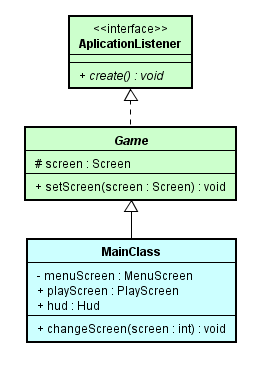 <<interface>>
AplicationListener
+ create() : void
Game
# screen : Screen
+ setScreen(screen : Screen) : void
MainClass
- menuScreen : MenuScreen
+ playScreen : PlayScreen
+ hud : Hud
+ changeScreen(screen : int) : void